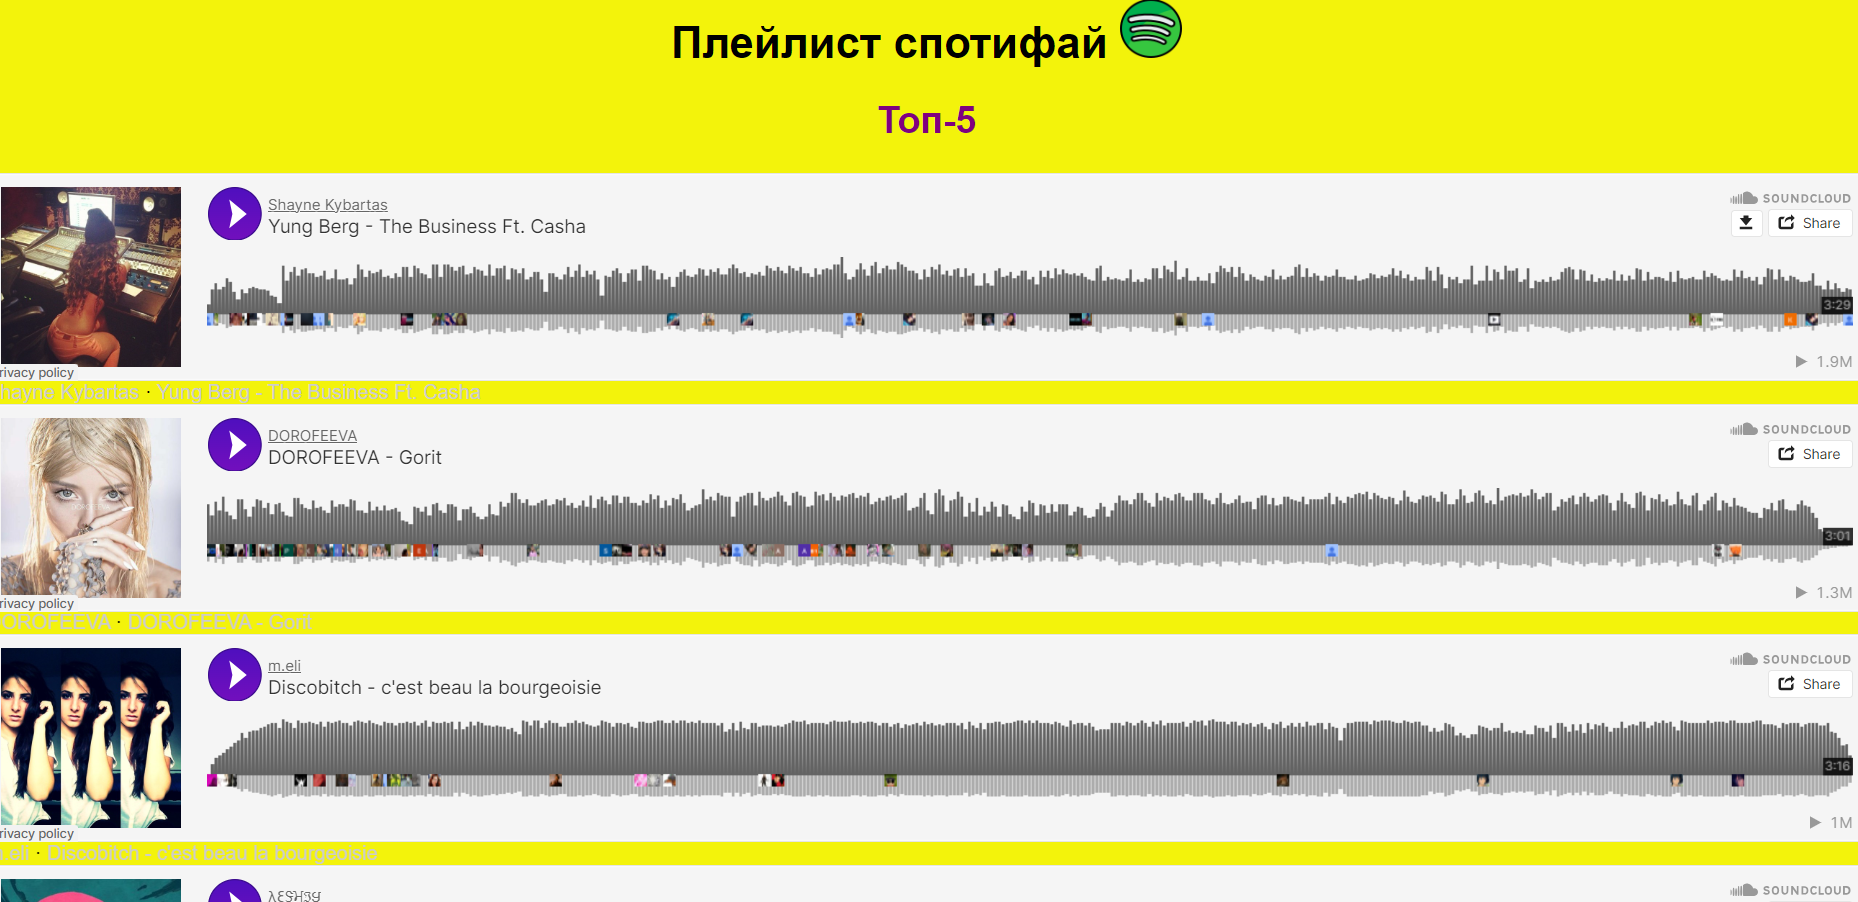 Плейлист спотифай
Топ-5
Shayne Kybartas
Yung Berg - The Business Ft. Casha
SOUNDCLOUD
Share
3:29
1.9M
rivacy policy
hayne Kybartas · Yung Berg - The Business Ft. Casha
DOROFEEVA
DOROFEEVA - Gorit
SOUNDCLOUD
Share
3:01
1.3M
rivacy policy
OROFEEVA · DOROFEEVA - Gorit
m.eli
Discobitch - c'est beau la bourgeoisie
SOUNDCLOUD
Share
3:16
1M
rivacy policy
.eli · Discobitch - c'est beau la bourgeoisie
SOUNDCLOUD